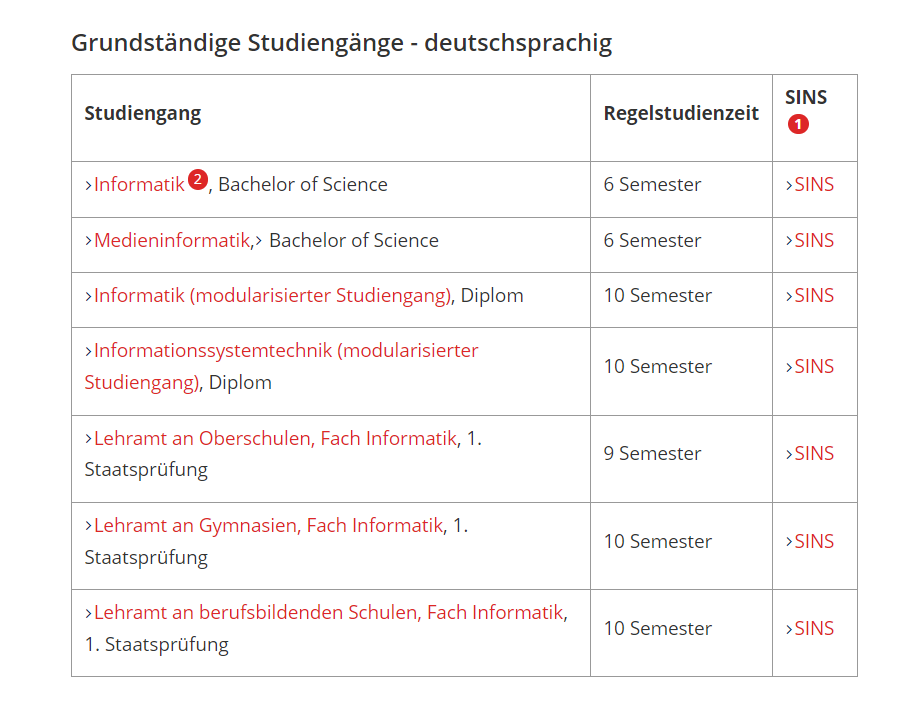 Grundständige Studiengänge - deutschsprachig
Studiengang Regelstudienzeit SINS 1
›Informatik 2, Bachelor of Science 6 Semester ›SINS
›Medieninformatik,› Bachelor of Science 6 Semester ›SINS
›Informatik (modularisierter Studiengang), Diplom 10 Semester ›SINS
›Informationssystemtechnik (modularisierter
Studiengang), Diplom 10 Semester ›SINS
›Lehramt an Oberschulen, Fach Informatik, 1.
Staatsprüfung 9 Semester ›SINS
›Lehramt an Gymnasien, Fach Informatik, 1.
Staatsprüfung 10 Semester ›SINS
›Lehramt an berufsbildenden Schulen, Fach Informatik,
1. Staatsprüfung 10 Semester ›SINS